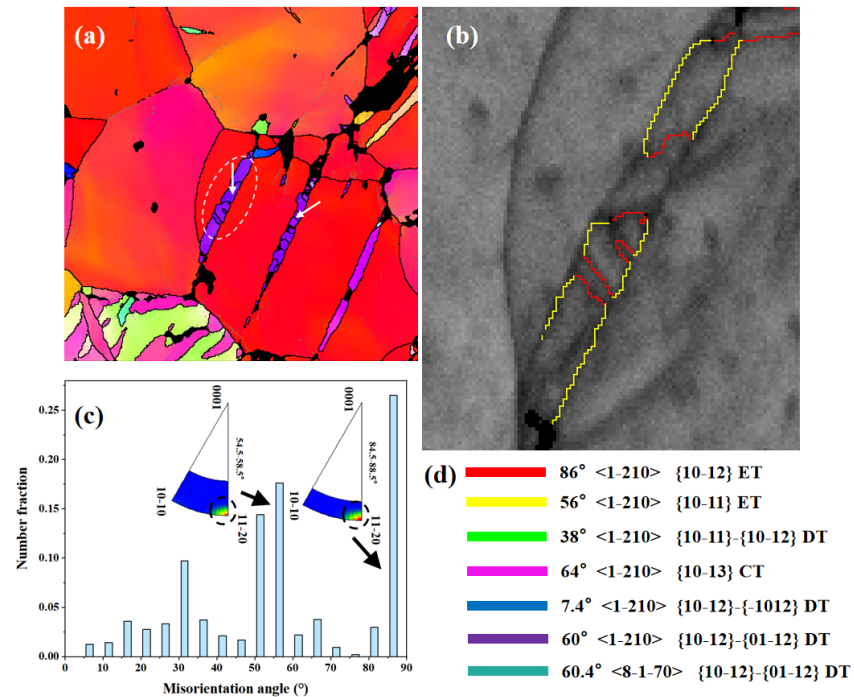 (a)
(b)
(c)
0.25
0.20
0.15
0.10
0.05
0.00
Number fraction
0001
54.5-58.5°
10-10
11-20
0001
84.5-88.5°
10-10
11-20
0 10 20 30 40 50 60 70 80 90
Misorientation angle (°)
(d)
86° <1-210> {10-12} ET
56° <1-210> {10-11} ET
38° <1-210> {10-11}-{10-12} DT
64° <1-210> {10-13} CT
7.4° <1-210> {10-12}-{-1012} DT
60° <1-210> {10-12}-{01-12} DT
60.4° <8-1-70> {10-12}-{01-12} DT